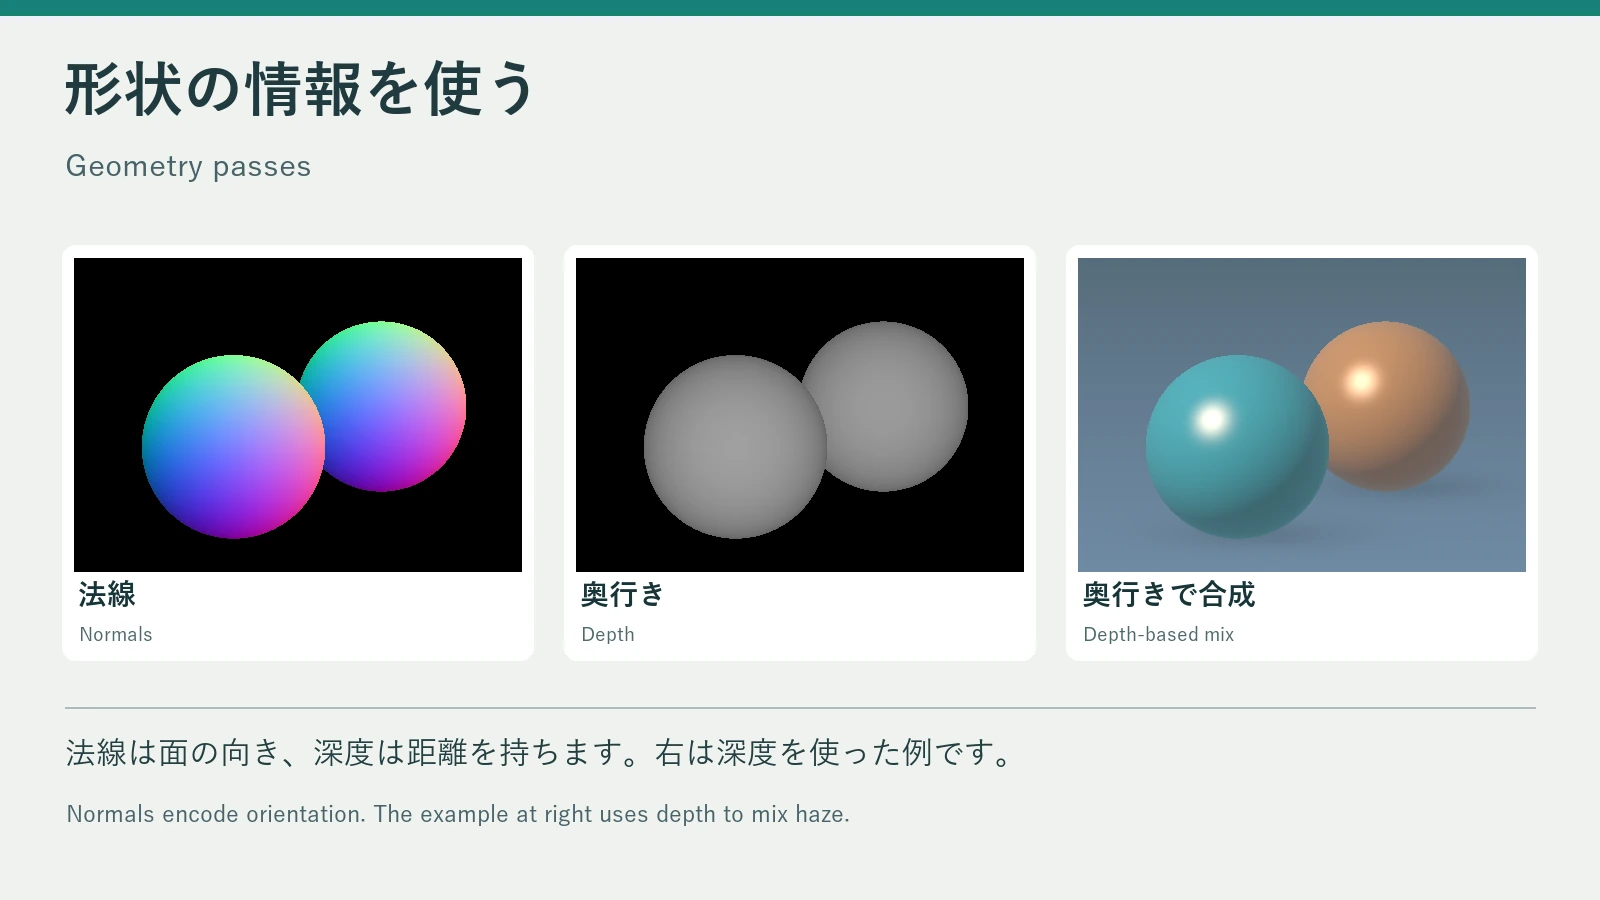 形状の情報を使う
Geometry passes
法線
Normals
奥行き
Depth
奥行きで合成
Depth-based mix
法線は面の向き、深度は距離を持ちます。右は深度を使った例です。
Normals encode orientation. The example at right uses depth to mix haze.